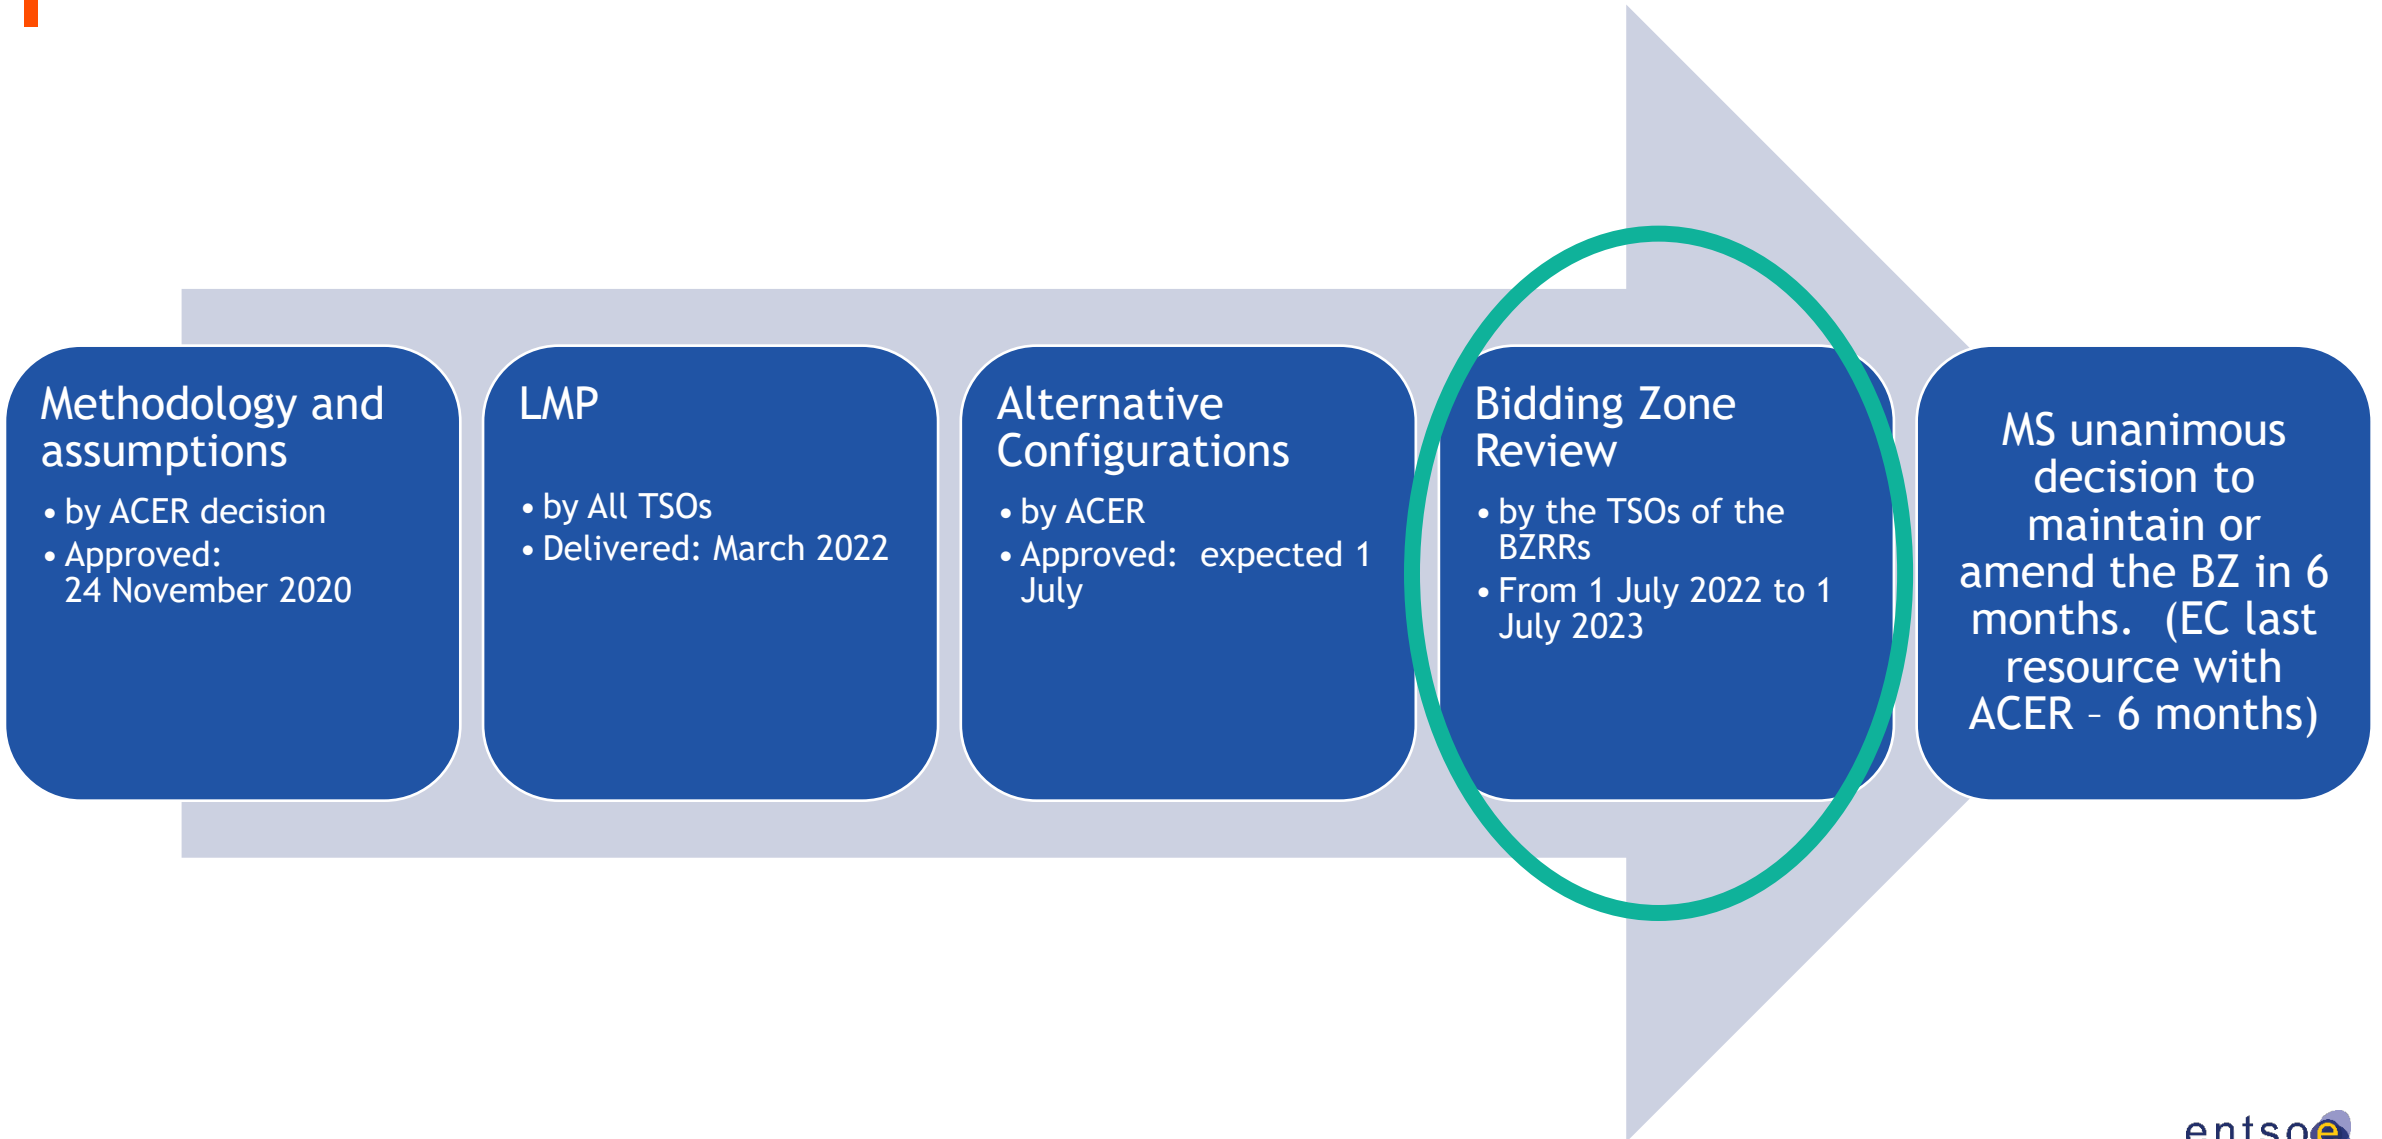 Methodology and
assumptions
• by ACER decision
• Approved:
24 November 2020
LMP
• by All TSOs
• Delivered: March 2022
Alternative
Configurations
• by ACER
• Approved: expected 1
July
Bidding Zone
Review
• by the TSOs of the
BZRRs
• From 1 July 2022 to 1
July 2023
MS unanimous
decision to
maintain or
amend the BZ in 6
months. (EC last
resource with
ACER – 6 months)
entsoe